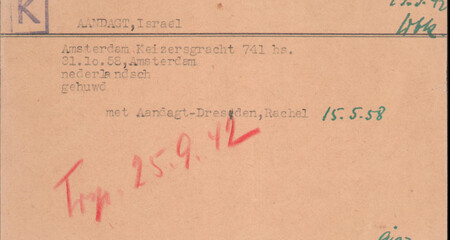 K
AANDAGT,Israel
Amsterdam Keizersgracht 741 hs.
31.10.58,Amsterdam
nederlandsch
gehuwd
met Aandagt-Dresden,Rachel 15.5.58
Trp. 25.9.42